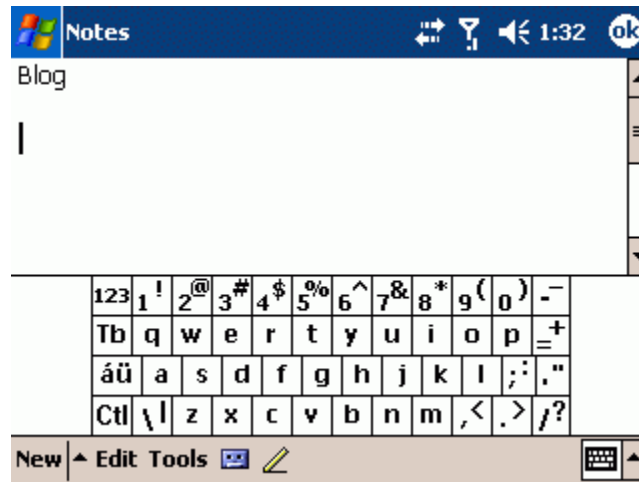 Notes 1:32 ok
Blog
123 1! 2@ 3# 4$ 5% 6^ 7& 8* 9( 0) -_
Tb q w e r t y u i o p =+
áü a s d f g h j k l ;: ."
Ctl \| z x c v b n m ,< .> /?
New Edit Tools